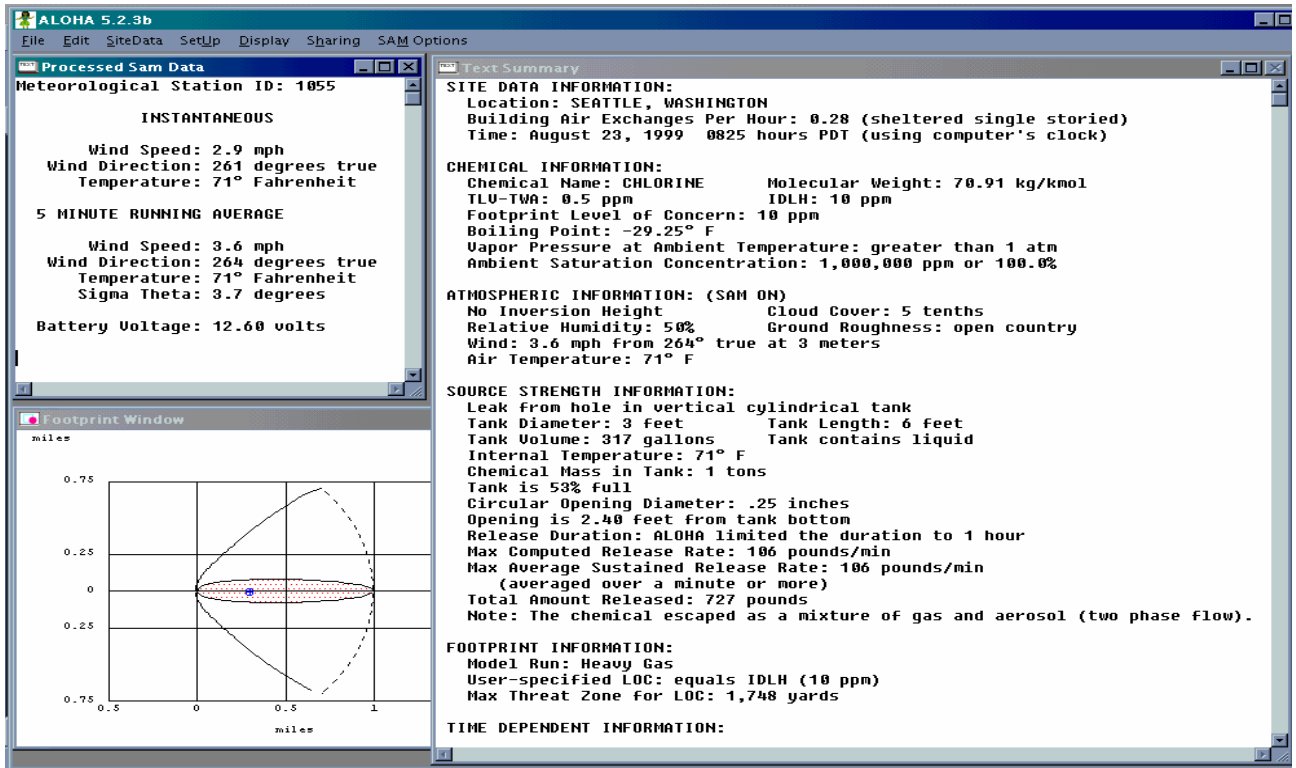 ALOHA 5.2.3b
File Edit SiteData SetUp Display Sharing SAM Options
Processed Sam Data
Meteorological Station ID: 1055
INSTANTANEOUS
Wind Speed: 2.9 mph
Wind Direction: 261 degrees true
Temperature: 71° Fahrenheit
5 MINUTE RUNNING AVERAGE
Wind Speed: 3.6 mph
Wind Direction: 264 degrees true
Temperature: 71° Fahrenheit
Sigma Theta: 3.7 degrees
Battery Voltage: 12.60 volts
Footprint Window
miles
0.75
0.25
0
0.25
0.75
0.5 0 0.5 1
miles
Text Summary
SITE DATA INFORMATION:
Location: SEATTLE, WASHINGTON
Building Air Exchanges Per Hour: 0.28 (sheltered single storied)
Time: August 23, 1999 0825 hours PDT (using computer's clock)
CHEMICAL INFORMATION:
Chemical Name: CHLORINE Molecular Weight: 70.91 kg/kmol
TLV-TWA: 0.5 ppm IDLH: 10 ppm
Footprint Level of Concern: 10 ppm
Boiling Point: -29.25° F
Vapor Pressure at Ambient Temperature: greater than 1 atm
Ambient Saturation Concentration: 1,000,000 ppm or 100.0%
ATMOSPHERIC INFORMATION: (SAM ON)
No Inversion Height Cloud Cover: 5 tenths
Relative Humidity: 50% Ground Roughness: open country
Wind: 3.6 mph from 264° true at 3 meters
Air Temperature: 71° F
SOURCE STRENGTH INFORMATION:
Leak from hole in vertical cylindrical tank
Tank Diameter: 3 feet Tank Length: 6 feet
Tank Volume: 317 gallons Tank contains liquid
Internal Temperature: 71° F
Chemical Mass in Tank: 1 tons
Tank is 53% full
Circular Opening Diameter: .25 inches
Opening is 2.40 feet from tank bottom
Release Duration: ALOHA limited the duration to 1 hour
Max Computed Release Rate: 106 pounds/min
Max Average Sustained Release Rate: 106 pounds/min
(averaged over a minute or more)
Total Amount Released: 727 pounds
Note: The chemical escaped as a mixture of gas and aerosol (two phase flow).
FOOTPRINT INFORMATION:
Model Run: Heavy Gas
User-specified LOC: equals IDLH (10 ppm)
Max Threat Zone for LOC: 1,748 yards
TIME DEPENDENT INFORMATION: